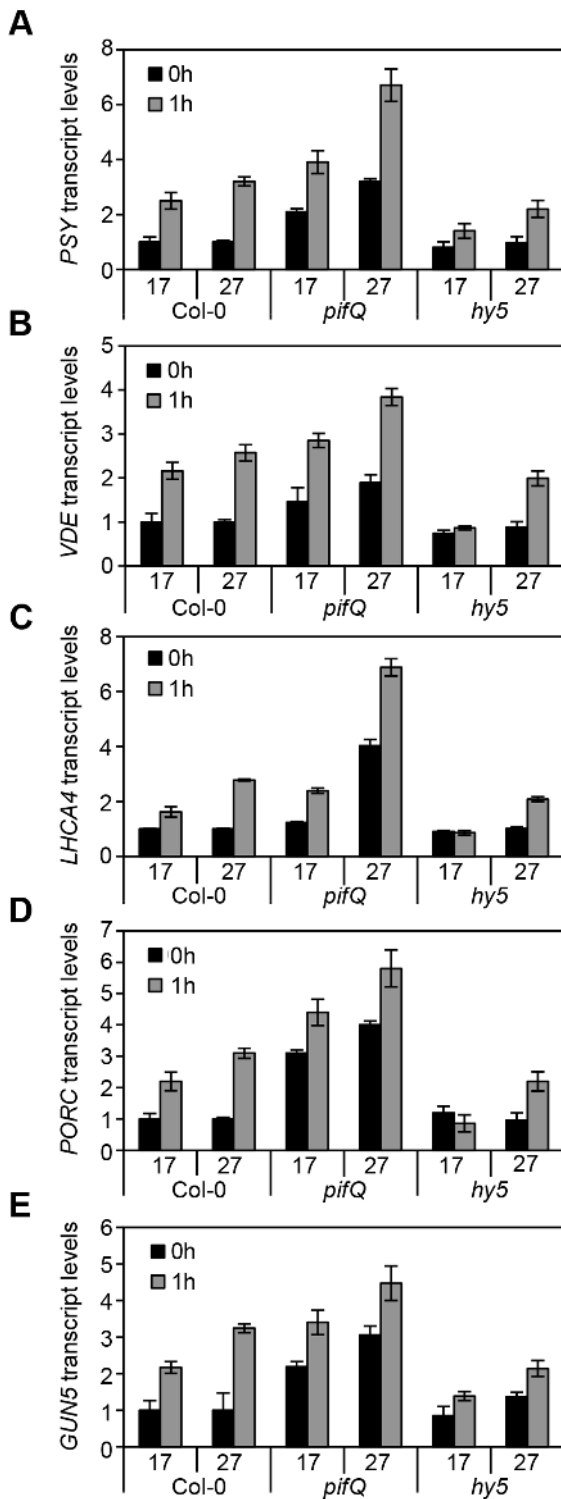 A
PSY transcript levels
8
6
4
2
0
0h
1h
17 27 17 27 17 27
Col-0 pifQ hy5
B
VDE transcript levels
5
4
3
2
1
0
0h
1h
17 27 17 27 17 27
Col-0 pifQ hy5
C
LHCA4 transcript levels
8
6
4
2
0
0h
1h
17 27 17 27 17 27
Col-0 pifQ hy5
D
PORC transcript levels
7
6
5
4
3
2
1
0
0h
1h
17 27 17 27 17 27
Col-0 pifQ hy5
E
GUN5 transcript levels
6
5
4
3
2
1
0
0h
1h
17 27 17 27 17 27
Col-0 pifQ hy5